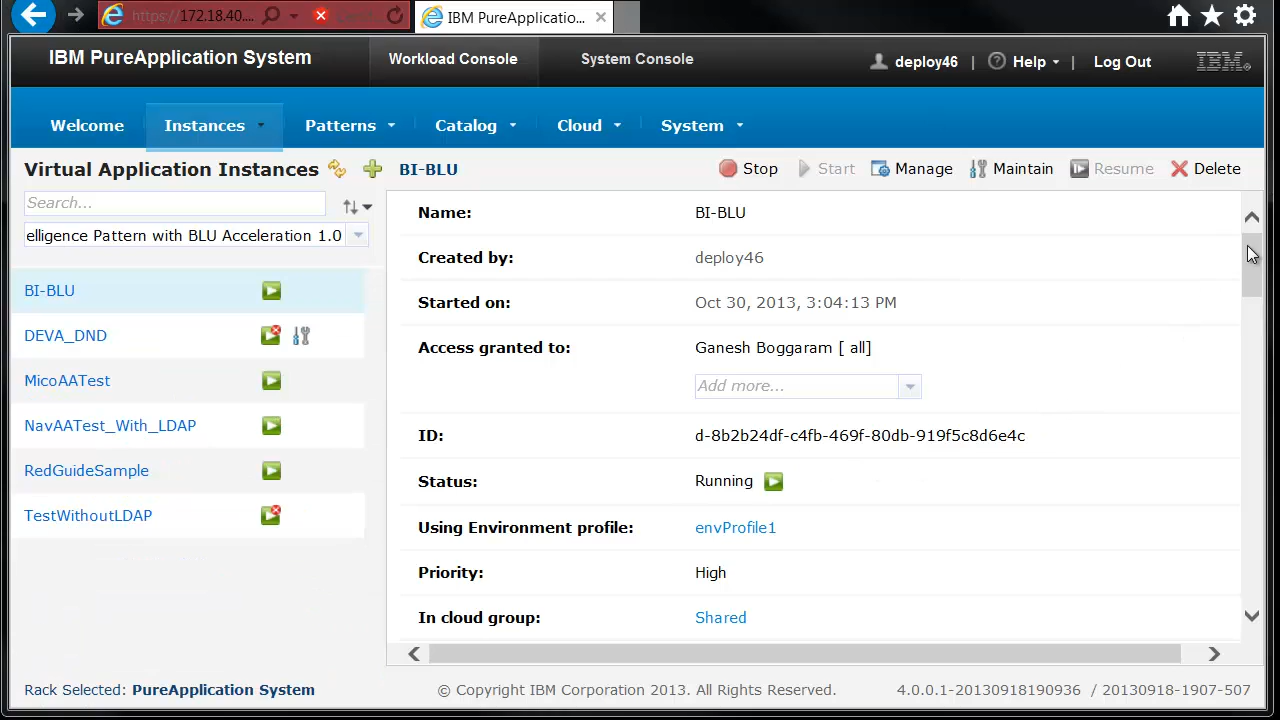 https://172.18.40....
IBM PureApplicatio...
IBM PureApplication System
Workload Console
System Console
deploy46 | Help | Log Out
IBM
Welcome
Instances
Patterns
Catalog
Cloud
System
Virtual Application Instances
BI-BLU
Stop
Start
Manage
Maintain
Resume
Delete
Search...
elligence Pattern with BLU Acceleration 1.0
BI-BLU
DEVA_DND
MicoAATest
NavAATest_With_LDAP
RedGuideSample
TestWithoutLDAP
Name: BI-BLU
Created by: deploy46
Started on: Oct 30, 2013, 3:04:13 PM
Access granted to: Ganesh Boggaram [ all]
Add more...
ID: d-8b2b24df-c4fb-469f-80db-919f5c8d6e4c
Status: Running
Using Environment profile: envProfile1
Priority: High
In cloud group: Shared
Rack Selected: PureApplication System
© Copyright IBM Corporation 2013. All Rights Reserved.
4.0.0.1-20130918190936 / 20130918-1907-507